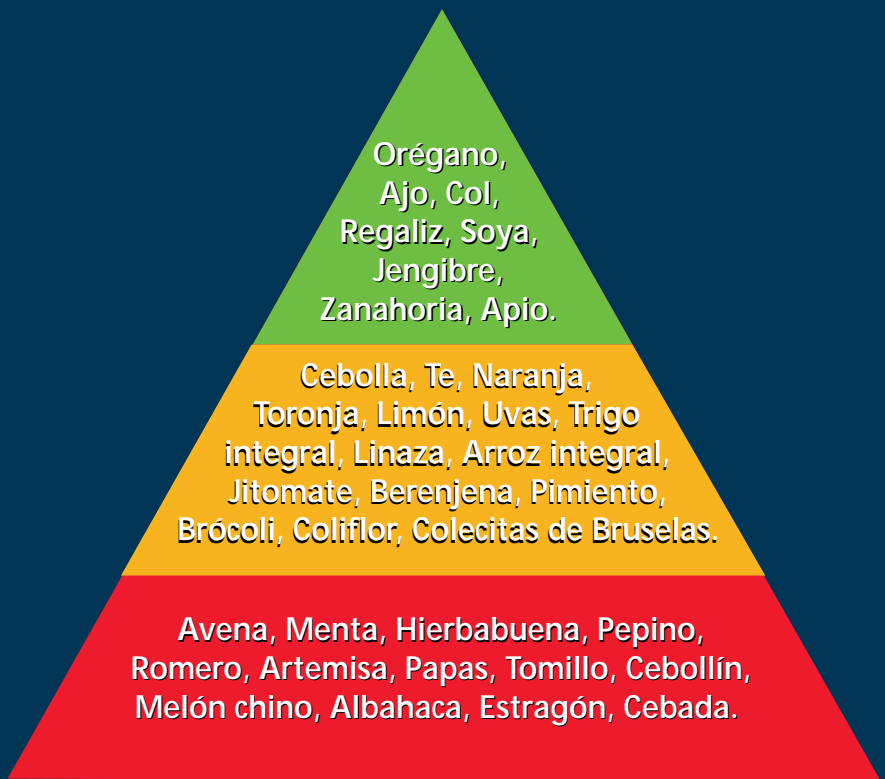 Orégano,
Ajo, Col,
Regaliz, Soya,
Jengibre,
Zanahoria, Apio.
Cebolla, Te, Naranja,
Toronja, Limón, Uvas, Trigo
integral, Linaza, Arroz integral,
Jitomate, Berenjena, Pimiento,
Brócoli, Coliflor, Colecitas de Bruselas.
Avena, Menta, Hierbabuena, Pepino,
Romero, Artemisa, Papas, Tomillo, Cebollín,
Melón chino, Albahaca, Estragón, Cebada.